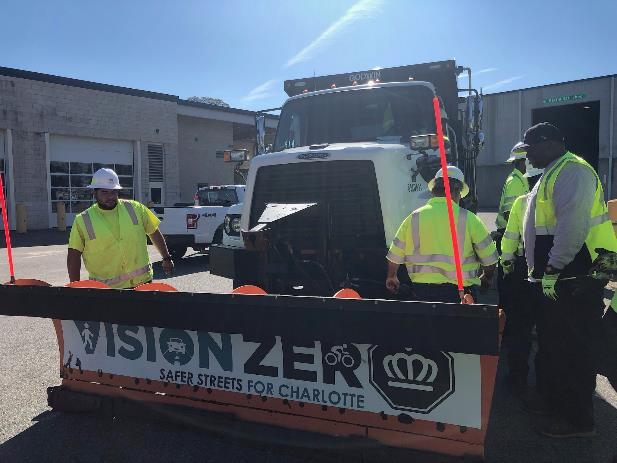 GODWIN
VISION ZERO
SAFER STREETS FOR CHARLOTTE